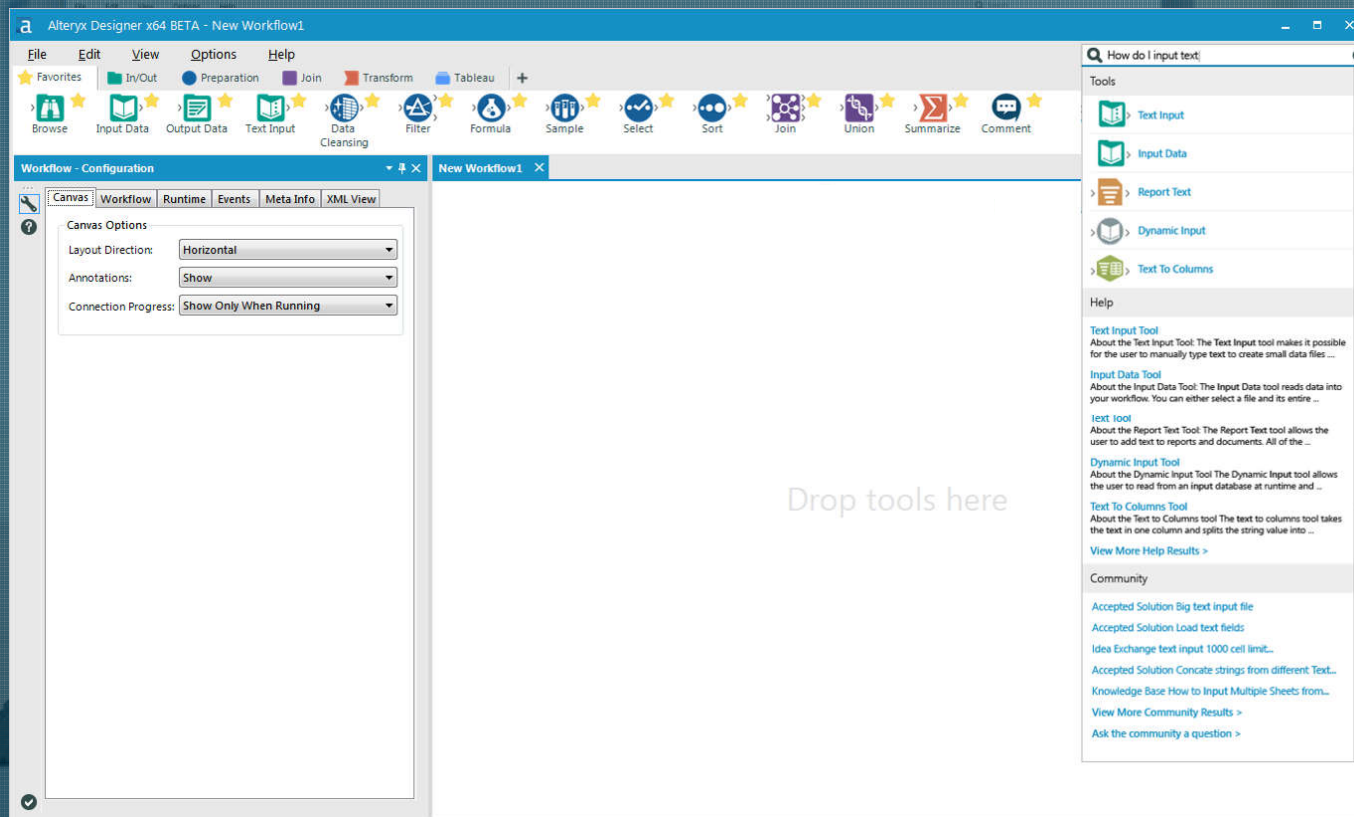 Alteryx Designer x64 BETA - New Workflow1
File Edit View Options Help
How do I input text
Favorites In/Out Preparation Join Transform Tableau +
Browse Input Data Output Data Text Input Data Cleansing Filter Formula Sample Select Sort Join Union Summarize Comment
Workflow - Configuration
New Workflow1
Canvas Workflow Runtime Events Meta Info XML View
Canvas Options
Layout Direction: Horizontal
Annotations: Show
Connection Progress: Show Only When Running
Drop tools here
Tools
Text Input
Input Data
Report Text
Dynamic Input
Text To Columns
Help
Text Input Tool
About the Text Input Tool: The Text Input tool makes it possible
for the user to manually type text to create small data files ...
Input Data Tool
About the Input Data Tool: The Input Data tool reads data into
your workflow. You can either select a file and its entire ...
Text Tool
About the Report Text Tool: The Report Text tool allows the
user to add text to reports and documents. All of the ...
Dynamic Input Tool
About the Dynamic Input Tool The Dynamic Input tool allows
the user to read from an input database at runtime and ...
Text To Columns Tool
About the Text to Columns tool The text to columns tool takes
the text in one column and splits the string value into ...
View More Help Results >
Community
Accepted Solution Big text input file
Accepted Solution Load text fields
Idea Exchange text input 1000 cell limit...
Accepted Solution Concate strings from different Text...
Knowledge Base How to Input Multiple Sheets from...
View More Community Results >
Ask the community a question >